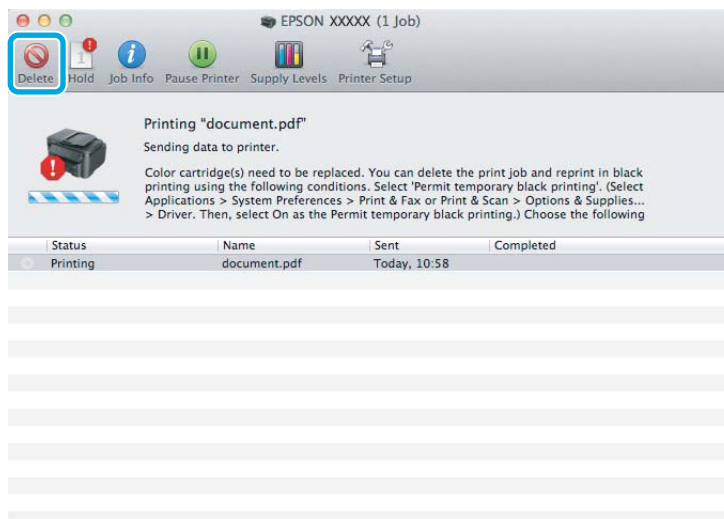 EPSON XXXXX (1 Job)
1
Delete Hold Job Info Pause Printer Supply Levels Printer Setup
Printing "document.pdf"
Sending data to printer.
Color cartridge(s) need to be replaced. You can delete the print job and reprint in black
printing using the following conditions. Select 'Permit temporary black printing'. (Select
Applications > System Preferences > Print & Fax or Print & Scan > Options & Supplies...
> Driver. Then, select On as the Permit temporary black printing.) Choose the following
Status Name Sent Completed
Printing document.pdf Today, 10:58